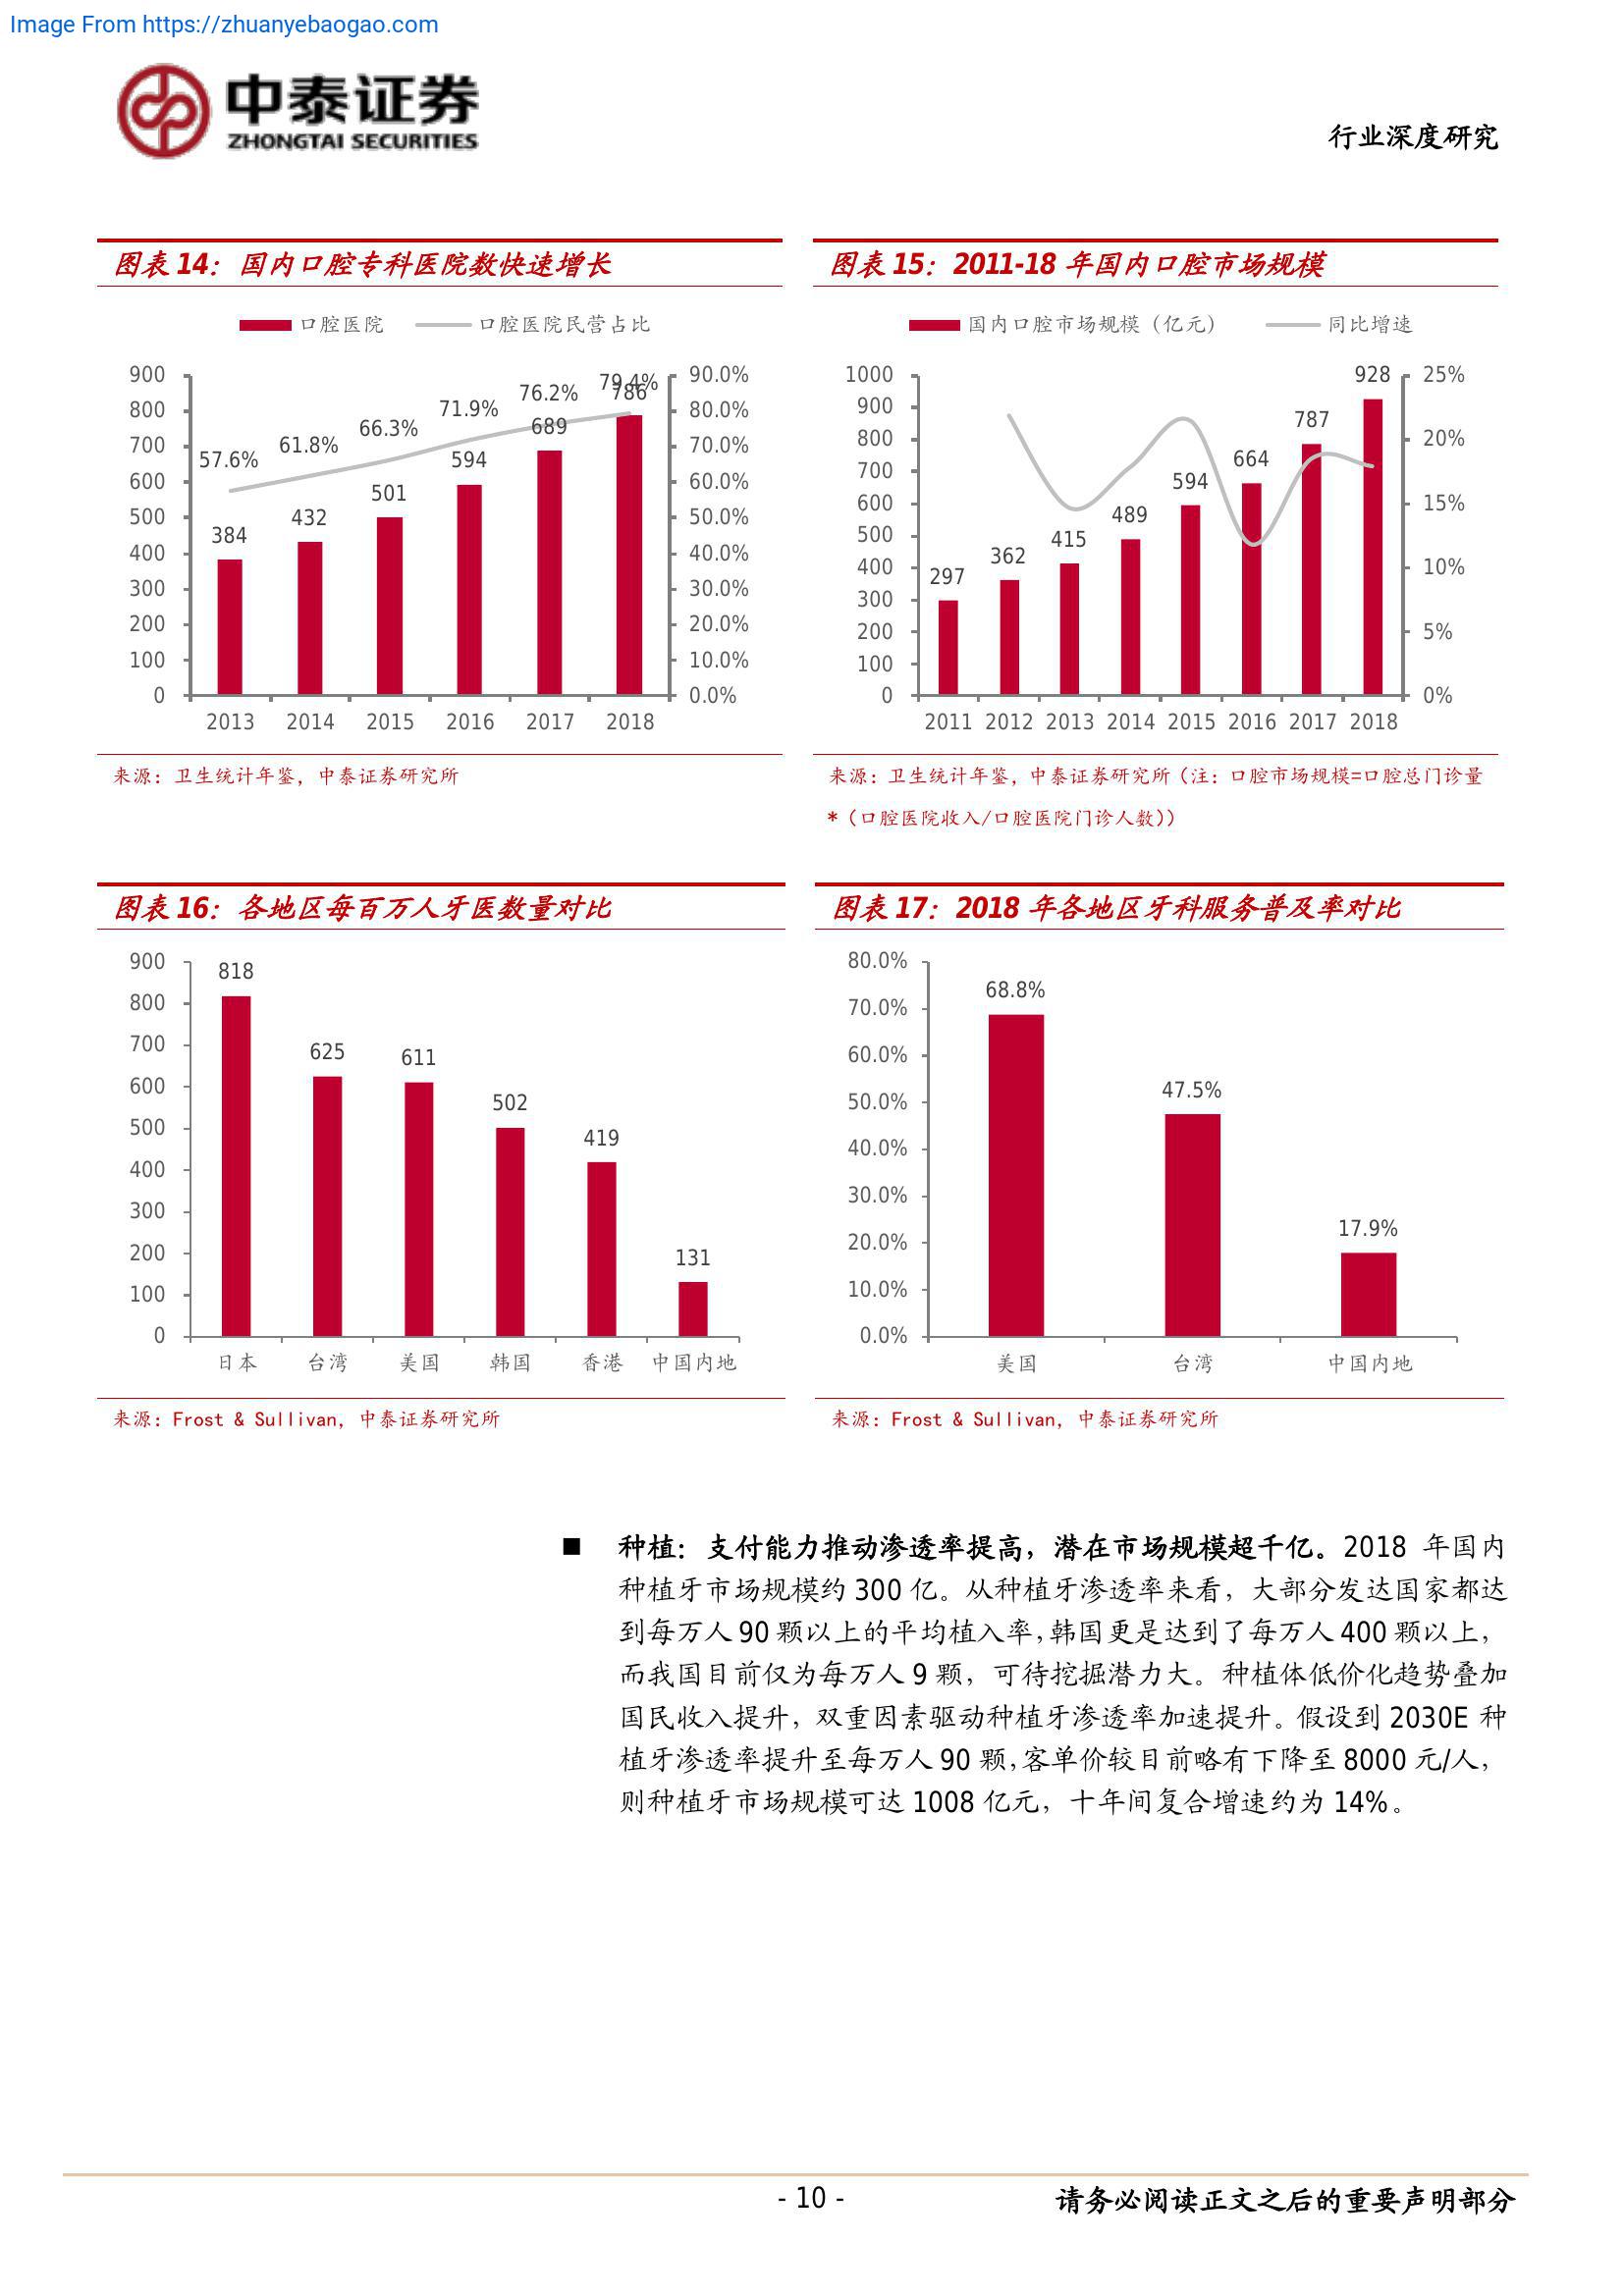 Image From https://zhuanyebaogao.com
中泰证券
ZHONGTAI SECURITIES
行业深度研究
图表 14：国内口腔专科医院数快速增长
口腔医院 口腔医院民营占比
900 800 700 600 500 400 300 200 100 0
90.0% 80.0% 70.0% 60.0% 50.0% 40.0% 30.0% 20.0% 10.0% 0.0%
57.6% 61.8% 66.3% 71.9% 76.2% 79.4%
384 432 501 594 689 786
2013 2014 2015 2016 2017 2018
来源：卫生统计年鉴，中泰证券研究所
图表 15：2011-18 年国内口腔市场规模
国内口腔市场规模（亿元） 同比增速
1000 900 800 700 600 500 400 300 200 100 0
25% 20% 15% 10% 5% 0%
297 362 415 489 594 664 787 928
2011 2012 2013 2014 2015 2016 2017 2018
来源：卫生统计年鉴，中泰证券研究所（注：口腔市场规模=口腔总门诊量
*（口腔医院收入/口腔医院门诊人数））
图表 16：各地区每百万人牙医数量对比
900 800 700 600 500 400 300 200 100 0
818 625 611 502 419 131
日本 台湾 美国 韩国 香港 中国内地
来源：Frost & Sullivan，中泰证券研究所
图表 17：2018 年各地区牙科服务普及率对比
80.0% 70.0% 60.0% 50.0% 40.0% 30.0% 20.0% 10.0% 0.0%
68.8% 47.5% 17.9%
美国 台湾 中国内地
来源：Frost & Sullivan，中泰证券研究所
■ 种植：支付能力推动渗透率提高，潜在市场规模超千亿。2018 年国内
种植牙市场规模约 300 亿。从种植牙渗透率来看，大部分发达国家都达
到每万人 90 颗以上的平均植入率，韩国更是达到了每万人 400 颗以上，
而我国目前仅为每万人 9 颗，可待挖掘潜力大。种植体低价化趋势叠加
国民收入提升，双重因素驱动种植牙渗透率加速提升。假设到 2030E 种
植牙渗透率提升至每万人 90 颗，客单价较目前略有下降至 8000 元/人，
则种植牙市场规模可达 1008 亿元，十年间复合增速约为 14%。
- 10 -
请务必阅读正文之后的重要声明部分